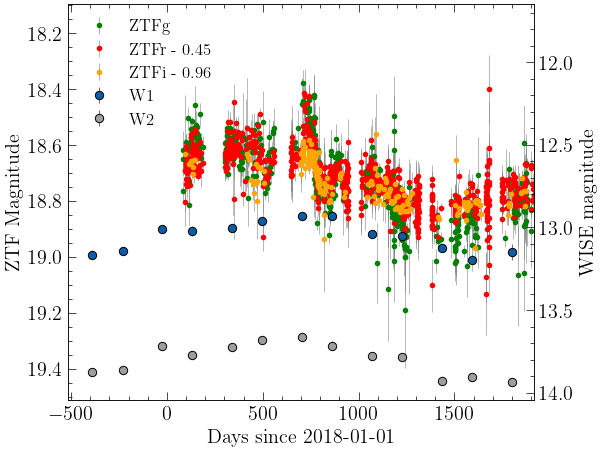 ZTFg
ZTFr - 0.45
ZTFi - 0.96
W1
W2
18.2
18.4
18.6
18.8
19.0
19.2
19.4
ZTF Magnitude
12.0
12.5
13.0
13.5
14.0
WISE magnitude
−500 0 500 1000 1500
Days since 2018-01-01